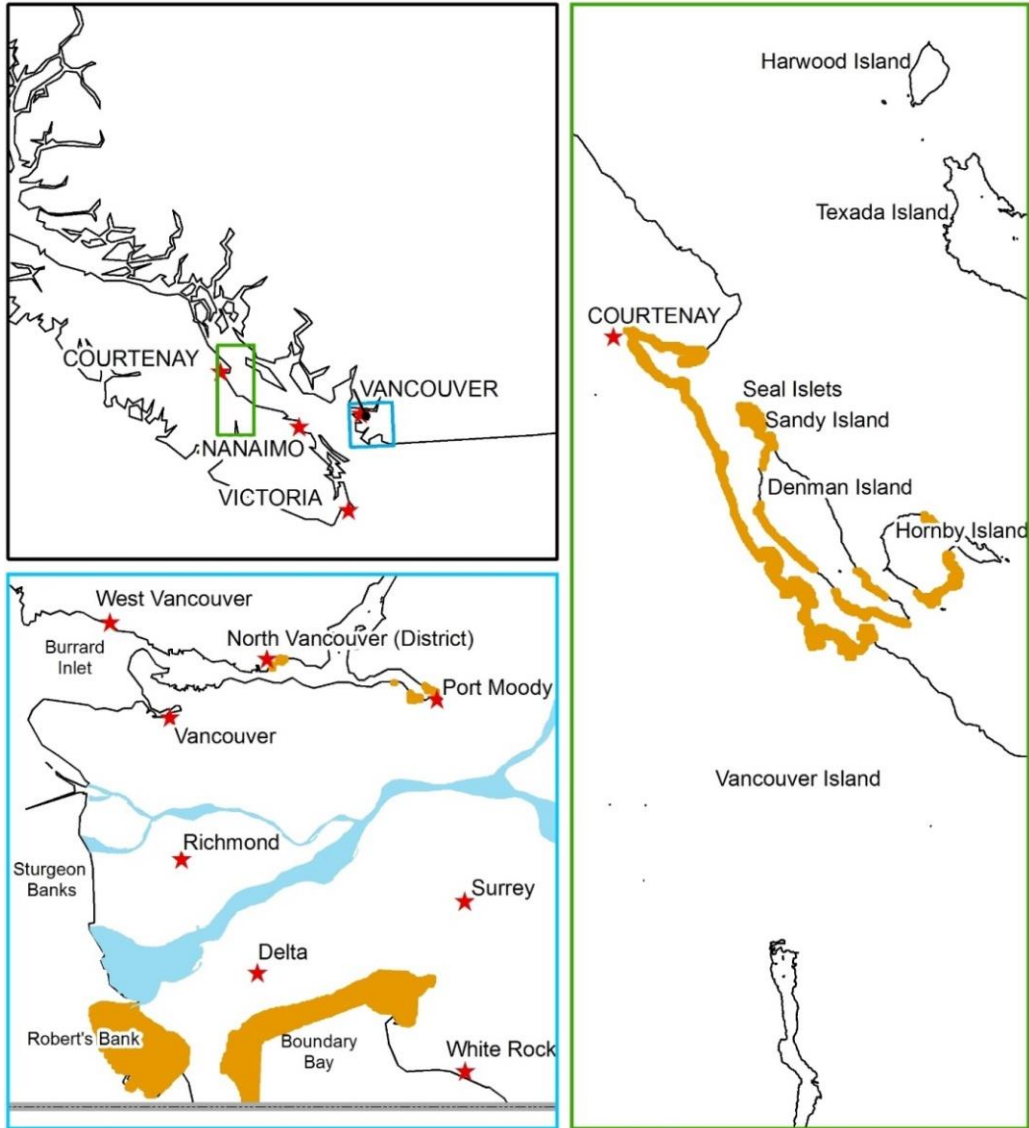 COURTENAY
VANCOUVER
NANAIMO
VICTORIA
West Vancouver
Burrard
Inlet
North Vancouver (District)
Port Moody
Vancouver
Richmond
Sturgeon
Banks
Surrey
Delta
Robert's Bank
Boundary
Bay
White Rock
Harwood Island
Texada Island
COURTENAY
Seal Islets
Sandy Island
Denman Island
Hornby Island
Vancouver Island